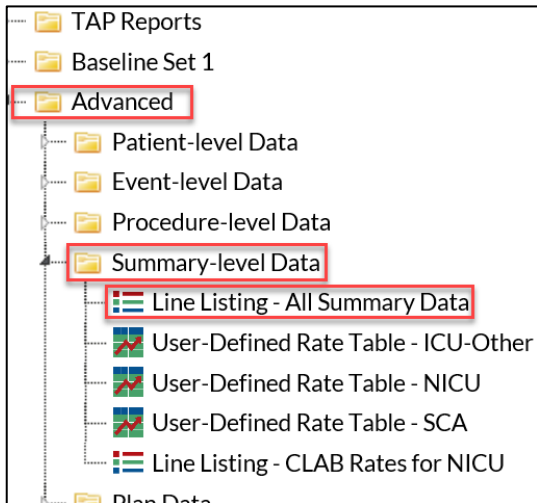 TAP Reports
Baseline Set 1
Advanced
Patient-level Data
Event-level Data
Procedure-level Data
Summary-level Data
Line Listing - All Summary Data
User-Defined Rate Table - ICU-Other
User-Defined Rate Table - NICU
User-Defined Rate Table - SCA
Line Listing - CLAB Rates for NICU
Plan Data